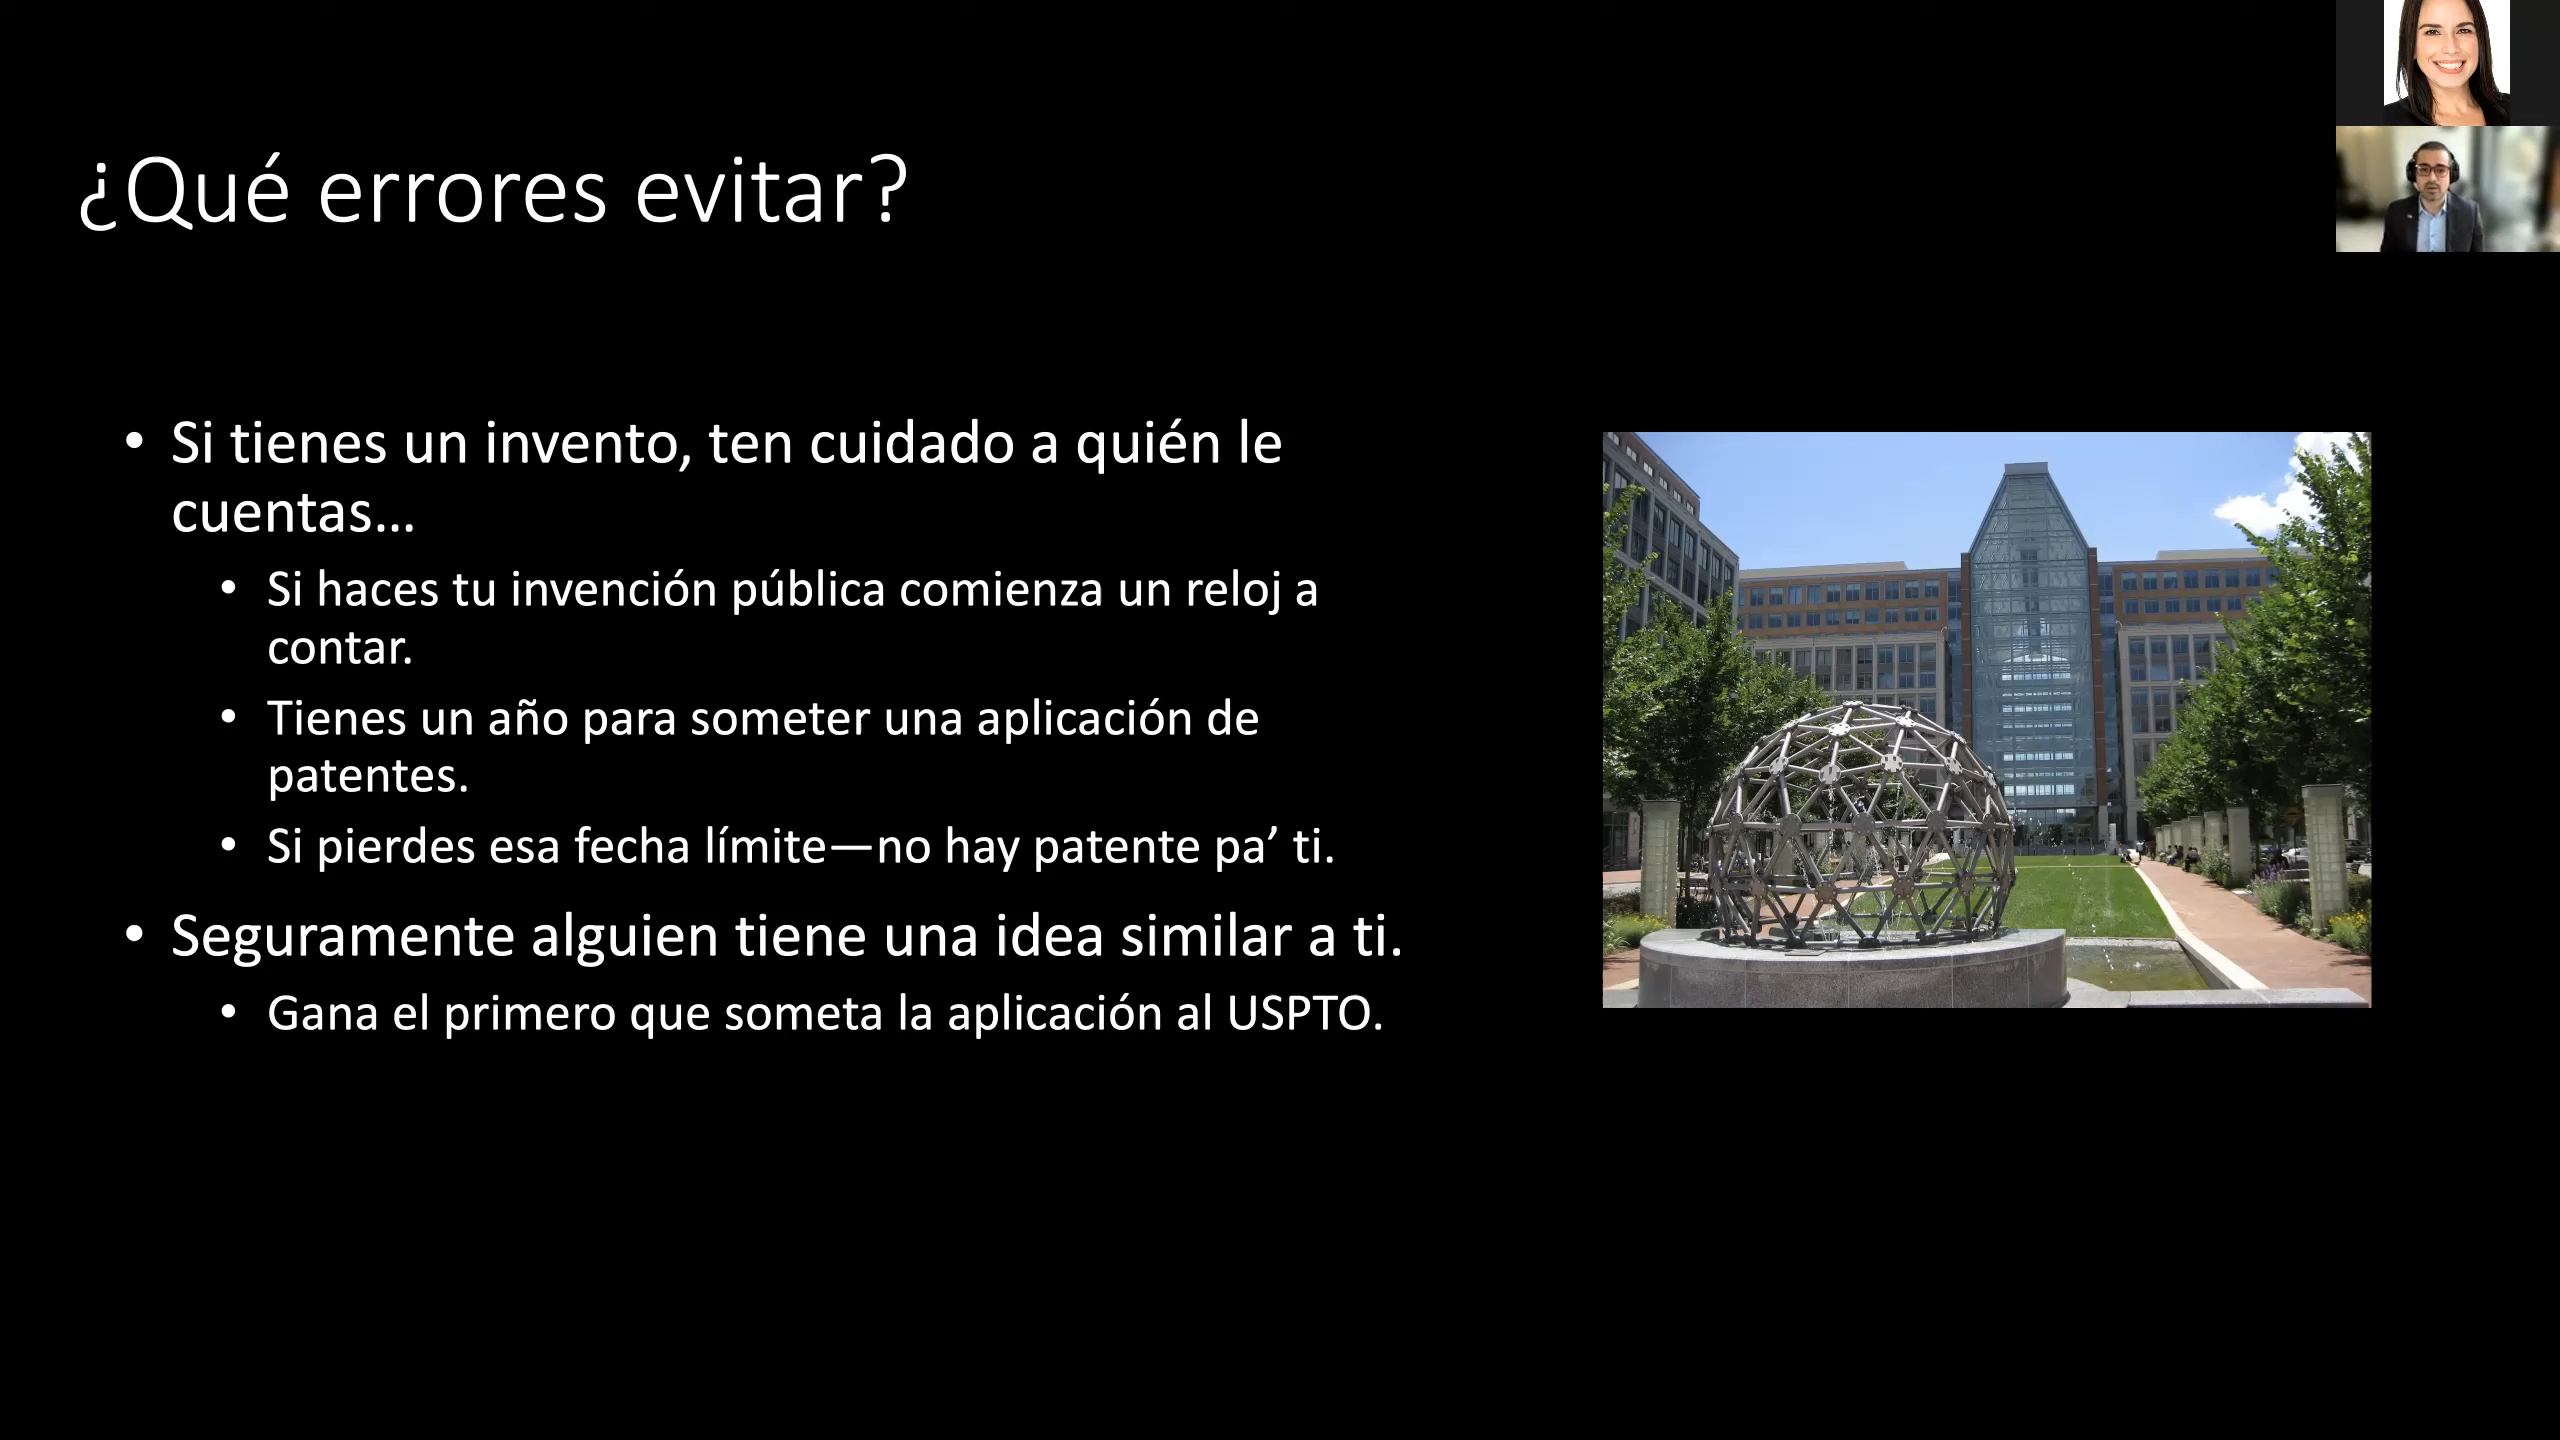 ¿Qué errores evitar?
• Si tienes un invento, ten cuidado a quién le
cuentas…
• Si haces tu invención pública comienza un reloj a
contar.
• Tienes un año para someter una aplicación de
patentes.
• Si pierdes esa fecha límite—no hay patente pa’ ti.
• Seguramente alguien tiene una idea similar a ti.
• Gana el primero que someta la aplicación al USPTO.